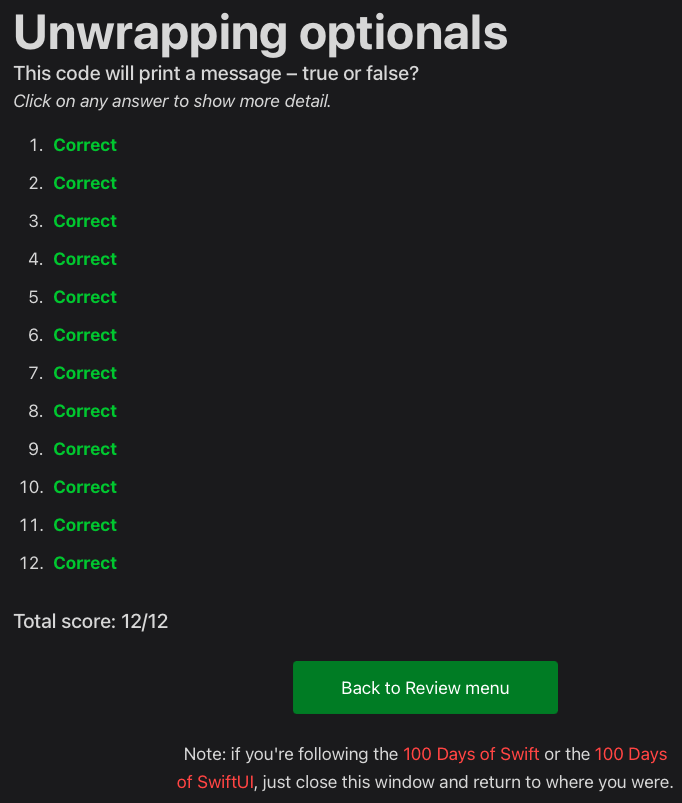 Unwrapping optionals
This code will print a message – true or false?
Click on any answer to show more detail.
1. Correct
2. Correct
3. Correct
4. Correct
5. Correct
6. Correct
7. Correct
8. Correct
9. Correct
10. Correct
11. Correct
12. Correct
Total score: 12/12
Back to Review menu
Note: if you're following the 100 Days of Swift or the 100 Days
of SwiftUI, just close this window and return to where you were.